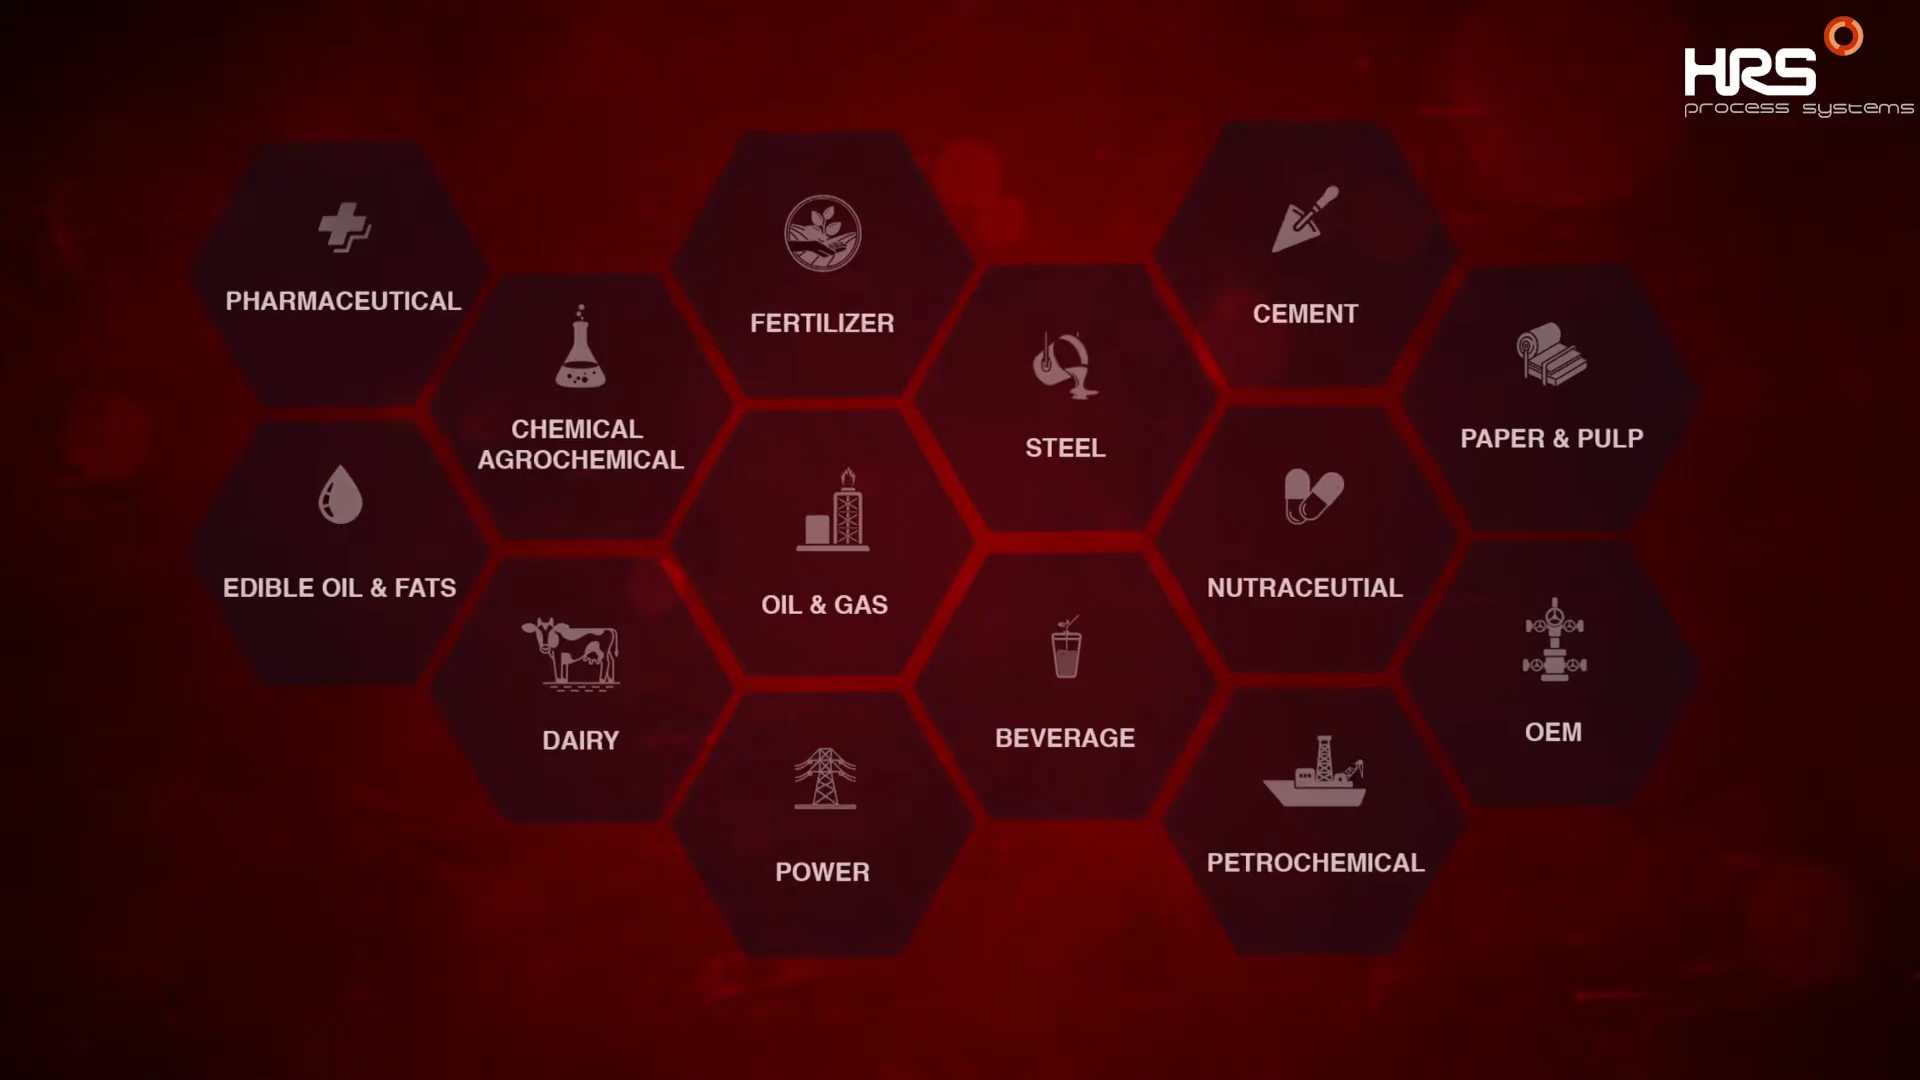 HRS
process systems
PHARMACEUTICAL
FERTILIZER
CEMENT
CHEMICAL
AGROCHEMICAL
STEEL
PAPER & PULP
EDIBLE OIL & FATS
OIL & GAS
NUTRACEUTIAL
DAIRY
BEVERAGE
OEM
POWER
PETROCHEMICAL